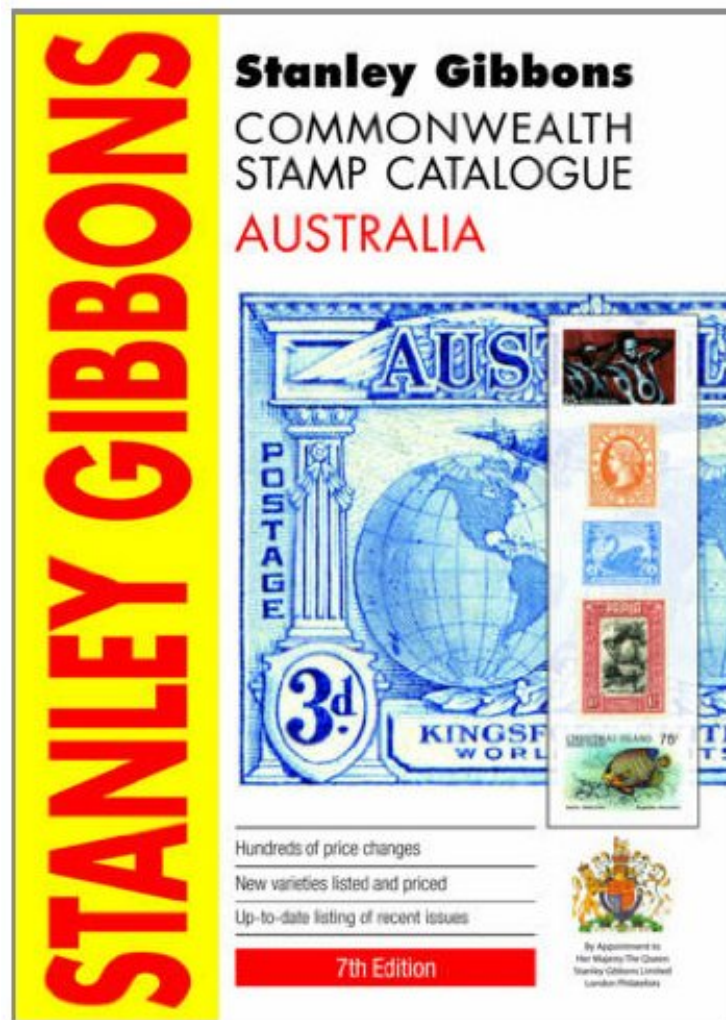 STANLEY GIBBONS
Stanley Gibbons
COMMONWEALTH
STAMP CATALOGUE
AUSTRALIA
AUS
POSTAGE
3d.
KINGSF
WORL
PAPUA
CHRISTMAS ISLAND 75c
Hundreds of price changes
New varieties listed and priced
Up-to-date listing of recent issues
7th Edition
By Appointment to
Her Majesty The Queen
Stanley Gibbons Limited
London Philatelists